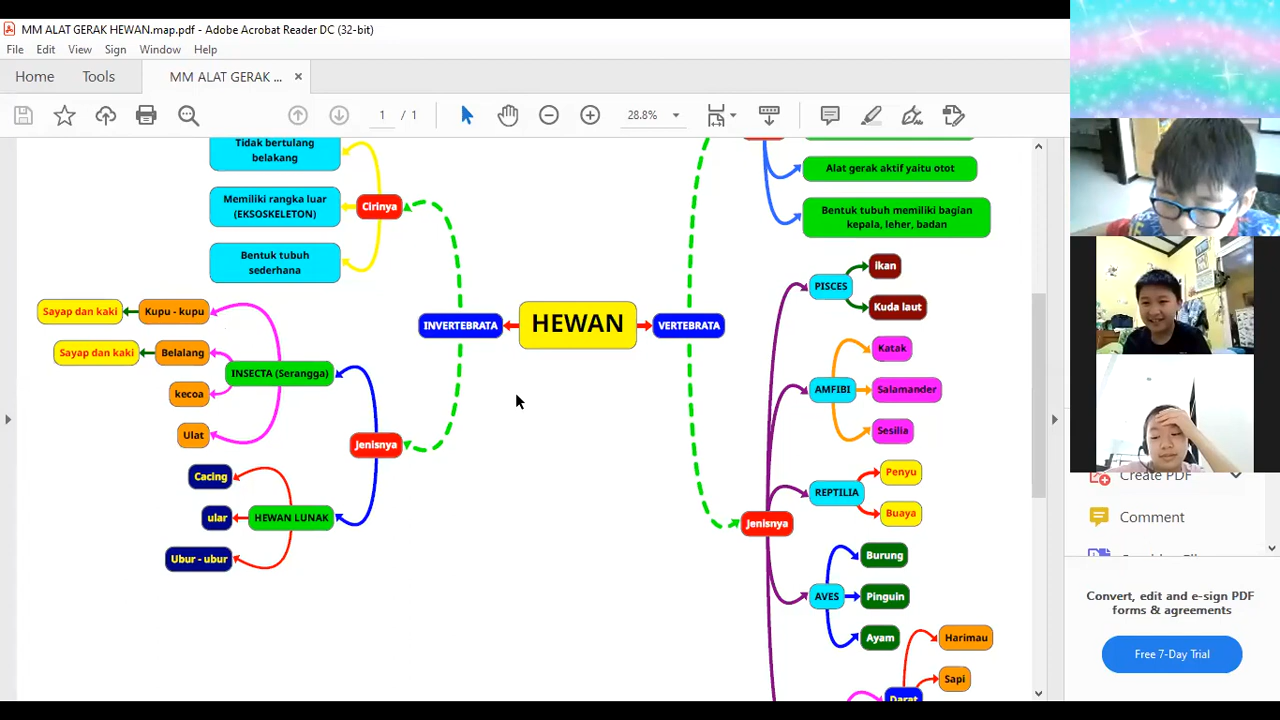 MM ALAT GERAK HEWAN.map.pdf - Adobe Acrobat Reader DC (32-bit)
File Edit View Sign Window Help
Home Tools MM ALAT GERAK ... ×
1 / 1 28.8%
Tidak bertulang
belakang
Memiliki rangka luar
(EKSOSKELETON)
Bentuk tubuh
sederhana
Cirinya
Sayap dan kaki
Kupu - kupu
Sayap dan kaki
Belalang
kecoa
Ulat
INSECTA (Serangga)
Jenisnya
Cacing
ular
Ubur - ubur
HEWAN LUNAK
INVERTEBRATA
HEWAN
VERTEBRATA
Alat gerak aktif yaitu otot
Bentuk tubuh memiliki bagian
kepala, leher, badan
PISCES
ikan
Kuda laut
AMFIBI
Katak
Salamander
Sesilia
REPTILIA
Penyu
Buaya
Jenisnya
AVES
Burung
Pinguin
Ayam
Harimau
Sapi
Darat
Create PDF
Comment
Convert, edit and e-sign PDF
forms & agreements
Free 7-Day Trial